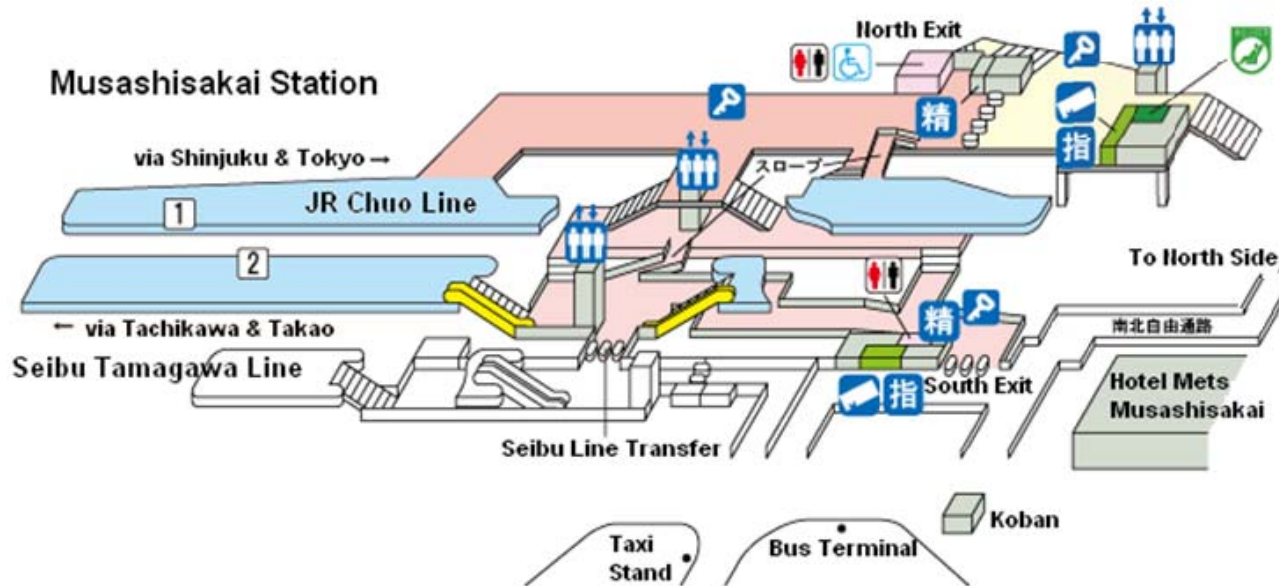 North Exit
Musashisakai Station
精
指
via Shinjuku & Tokyo →
スロープ
JR Chuo Line
1
2
To North Side
← via Tachikawa & Takao
精
南北自由通路
Seibu Tamagawa Line
指
South Exit
Hotel Mets
Musashisakai
Seibu Line Transfer
Koban
Taxi
Stand
Bus Terminal